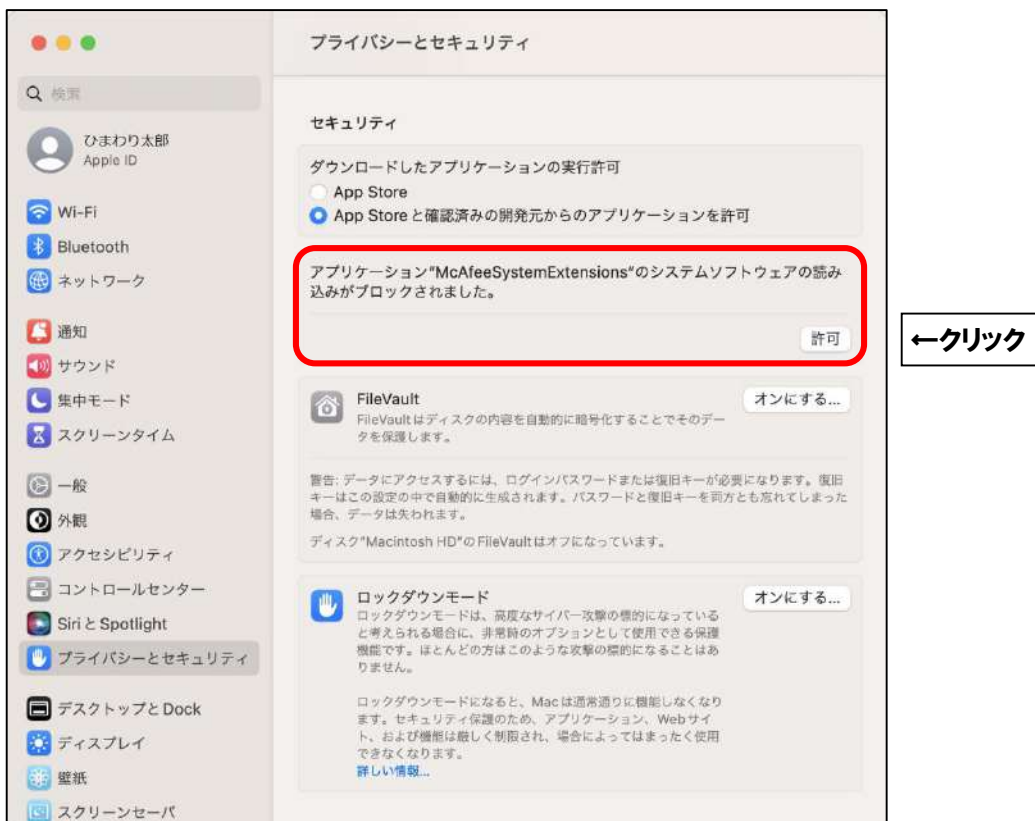 プライバシーとセキュリティ
検索
ひまわり太郎
Apple ID
Wi-Fi
Bluetooth
ネットワーク
通知
サウンド
集中モード
スクリーンタイム
一般
外観
アクセシビリティ
コントロールセンター
Siri と Spotlight
プライバシーとセキュリティ
デスクトップと Dock
ディスプレイ
壁紙
スクリーンセーバ
セキュリティ
ダウンロードしたアプリケーションの実行許可
App Store
App Store と確認済みの開発元からのアプリケーションを許可
アプリケーション"McAfeeSystemExtensions"のシステムソフトウェアの読み
込みがブロックされました。
許可
←クリック
FileVault
オンにする...
FileVaultはディスクの内容を自動的に暗号化することでそのデー
タを保護します。
警告: データにアクセスするには、ログインパスワードまたは復旧キーが必要になります。復旧
キーはこの設定の中で自動的に生成されます。パスワードと復旧キーを両方とも忘れてしまった
場合、データは失われます。
ディスク"Macintosh HD"のFileVaultはオフになっています。
ロックダウンモード
オンにする...
ロックダウンモードは、高度なサイバー攻撃の標的になっている
と考えられる場合に、非常時のオプションとして使用できる保護
機能です。ほとんどの方はこのような攻撃の標的になることはあ
りません。
ロックダウンモードになると、Macは通常通りに機能しなくなり
ます。セキュリティ保護のため、アプリケーション、Webサイ
ト、および機能は厳しく制限され、場合によってはまったく使用
できなくなります。
詳しい情報...